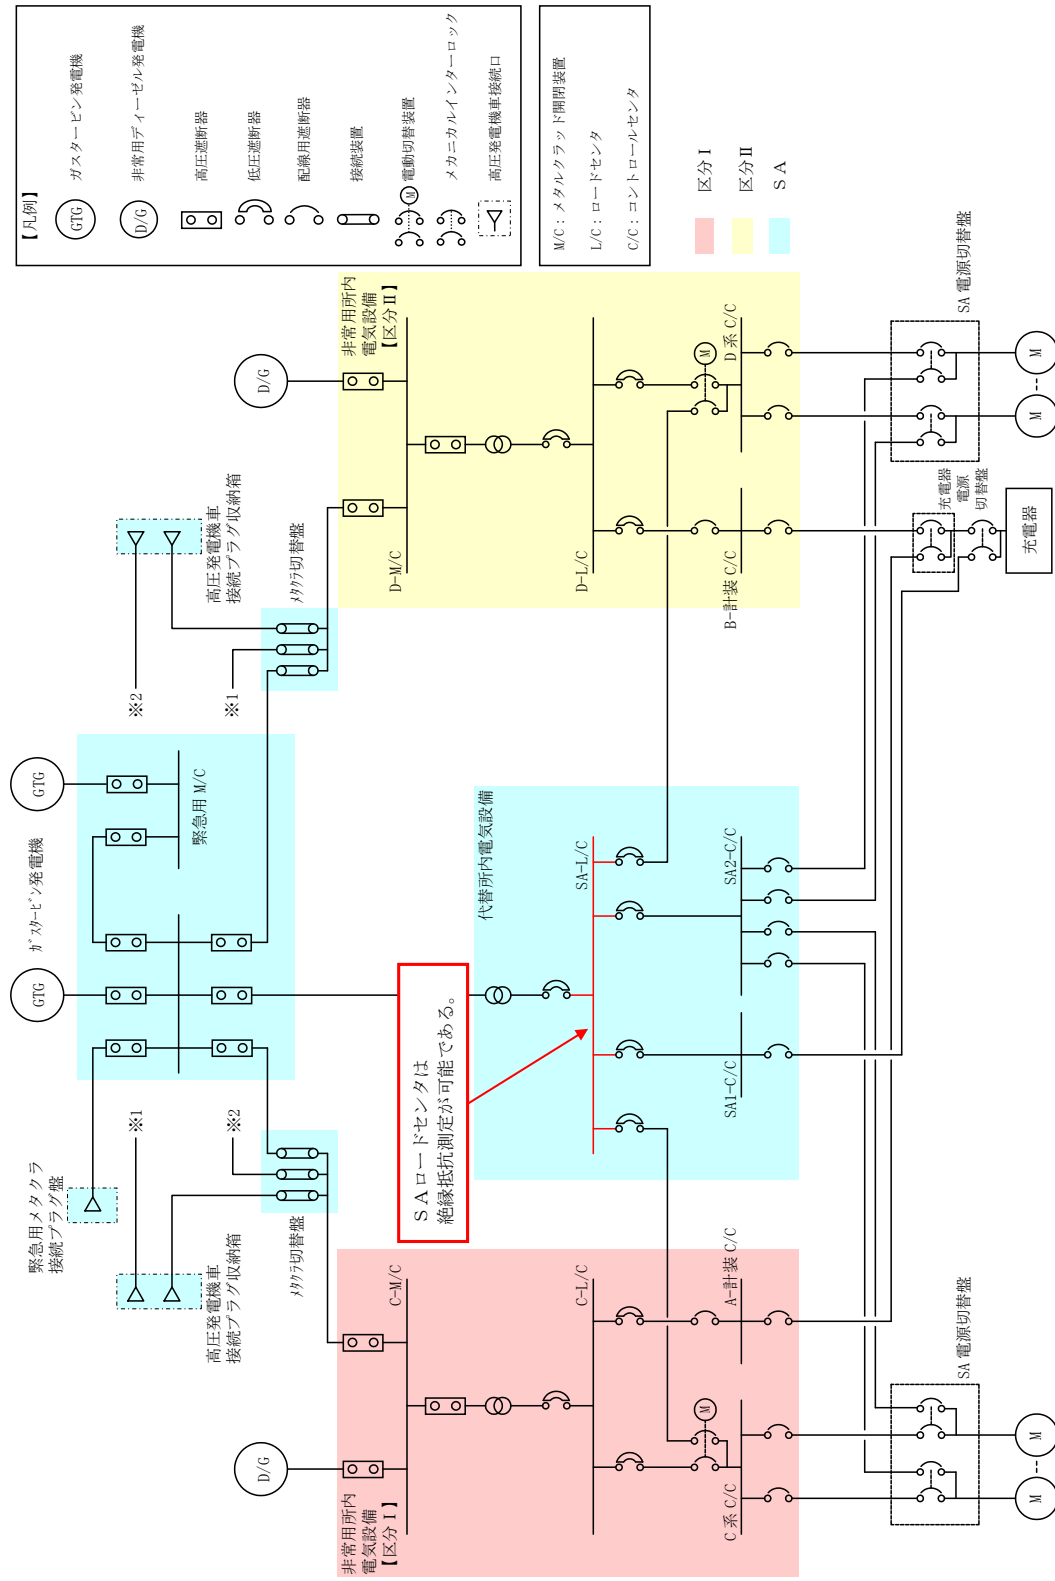 【凡例】
GTG
ガスタービン発電機
D/G
非常用ディーゼル発電機
高圧遮断器
低圧遮断器
配線用遮断器
接続装置
M
電動切替装置
メカニカルインターロック
高圧発電機車接続口
M/C：メタルクラッド開閉装置
L/C：ロードセンタ
C/C：コントロールセンタ
区分Ⅰ
区分Ⅱ
ＳＡ
緊急用メタクラ
接続プラグ盤
GTG
ｶﾞｽﾀｰﾋﾞﾝ発電機
GTG
緊急用 M/C
高圧発電機車
接続プラグ収納箱
※1
※2
ﾒﾀｸﾗ切替盤
高圧発電機車
接続プラグ収納箱
※2
※1
ﾒﾀｸﾗ切替盤
D/G
非常用所内
電気設備
【区分Ⅰ】
C-M/C
C-L/C
M
C 系 C/C
A-計装 C/C
ＳＡロードセンタは
絶縁抵抗測定が可能である。
代替所内電気設備
SA-L/C
SA1-C/C
SA2-C/C
D/G
非常用所内
電気設備
【区分Ⅱ】
D-M/C
D-L/C
M
B-計装 C/C
D 系 C/C
SA 電源切替盤
M
M
充電器
電源
切替盤
充電器
SA 電源切替盤
M
M